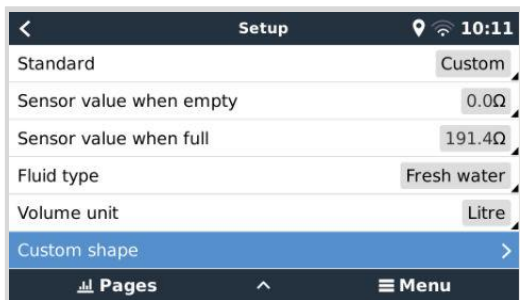 Setup 10:11
Standard Custom
Sensor value when empty 0.0Ω
Sensor value when full 191.4Ω
Fluid type Fresh water
Volume unit Litre
Custom shape
Pages Menu